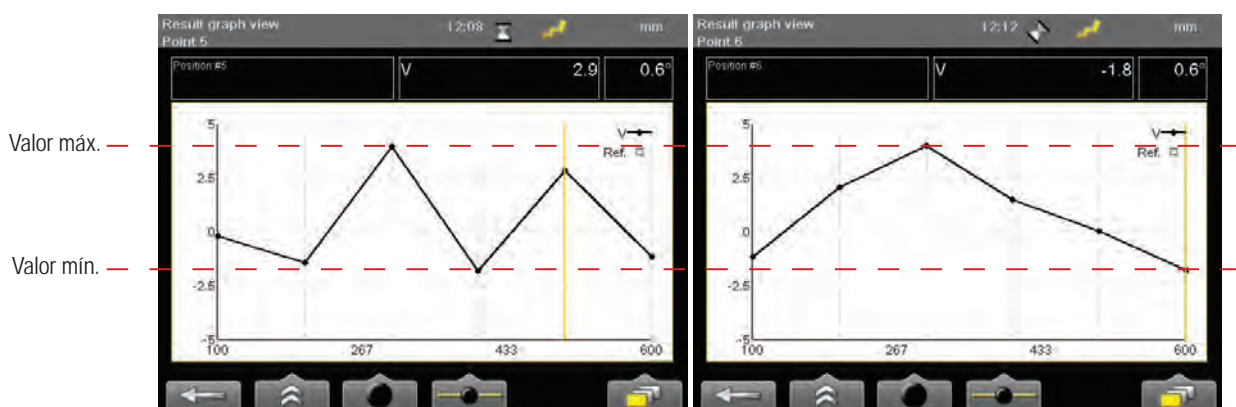 Result graph view 12:08 mm
Point 5
Position #5 V 2.9 0.6°
Valor máx.
Valor mín.
5
2.5
0
-2.5
-5
V
Ref.
100 267 433 600
Result graph view 12:12 mm
Point 6
Position #6 V -1.8 0.6°
5
2.5
0
-2.5
-5
V
Ref.
100 267 433 600